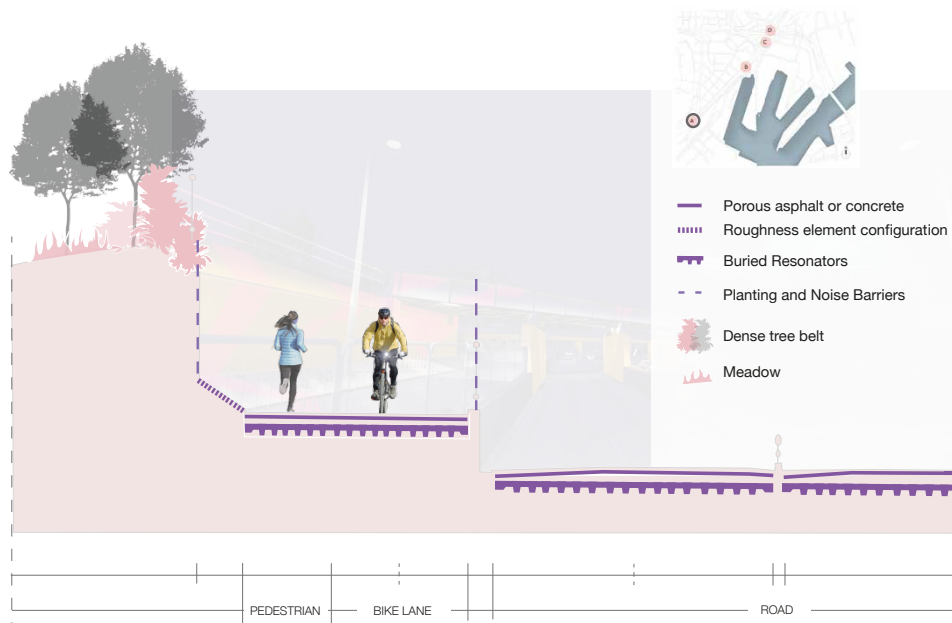 D
C
B
A
Porous asphalt or concrete
Roughness element configuration
Buried Resonators
Planting and Noise Barriers
Dense tree belt
Meadow
PEDESTRIAN
BIKE LANE
ROAD